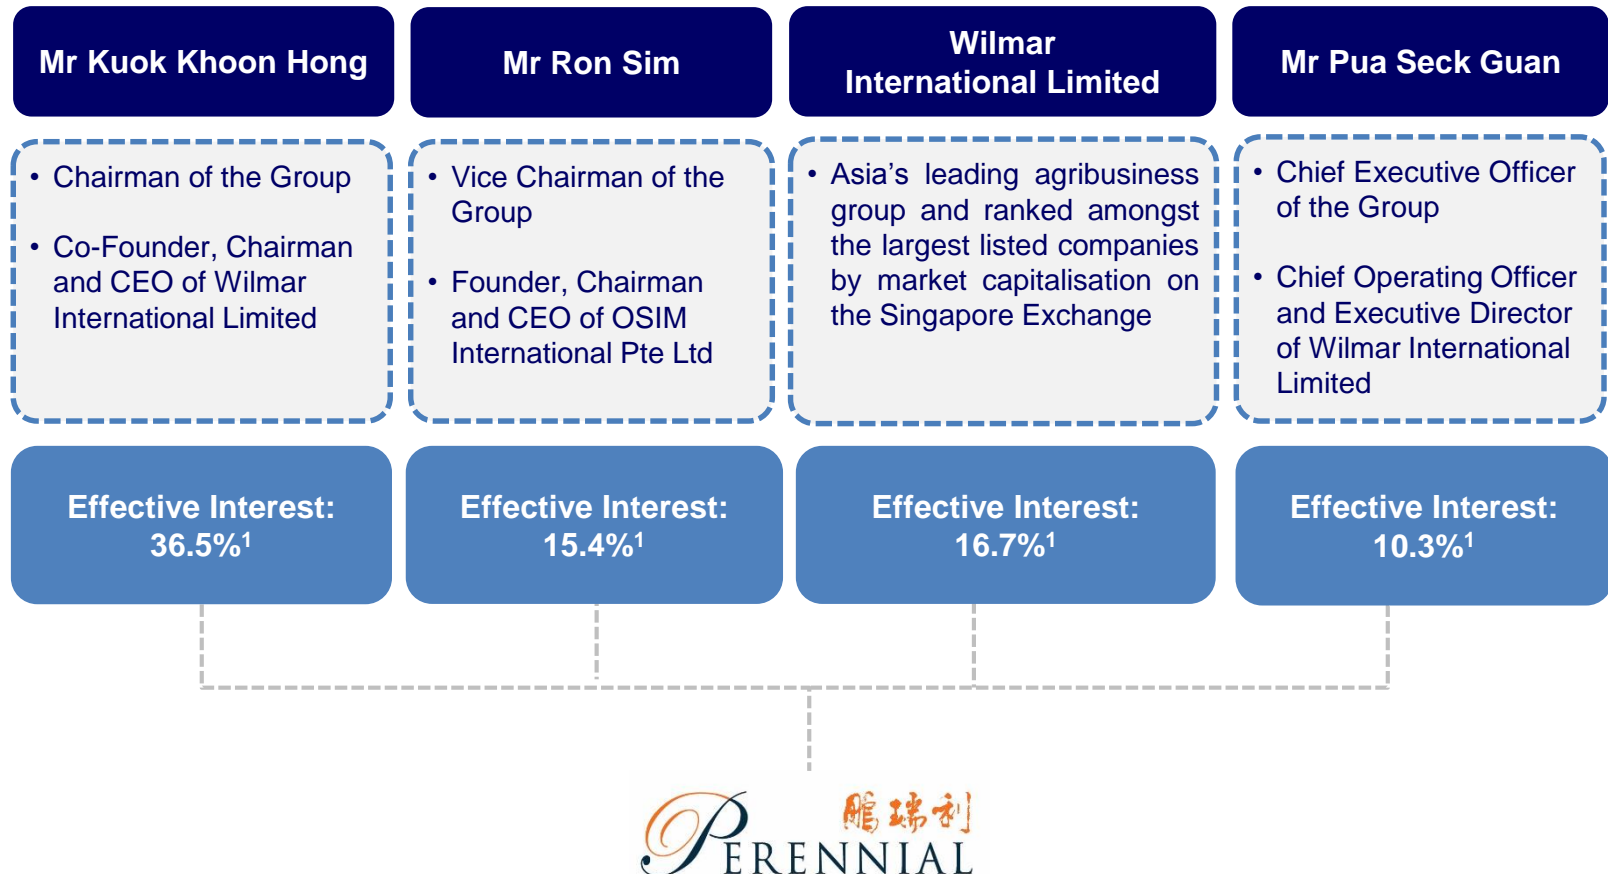 Mr Kuok Khoon Hong
Mr Ron Sim
Wilmar
International Limited
Mr Pua Seck Guan
• Chairman of the Group
• Co-Founder, Chairman
and CEO of Wilmar
International Limited
• Vice Chairman of the
Group
• Founder, Chairman
and CEO of OSIM
International Pte Ltd
• Asia’s leading agribusiness
group and ranked amongst
the largest listed companies
by market capitalisation on
the Singapore Exchange
• Chief Executive Officer
of the Group
• Chief Operating Officer
and Executive Director
of Wilmar International
Limited
Effective Interest:
36.5%¹
Effective Interest:
15.4%¹
Effective Interest:
16.7%¹
Effective Interest:
10.3%¹
鹏瑞利
PERENNIAL